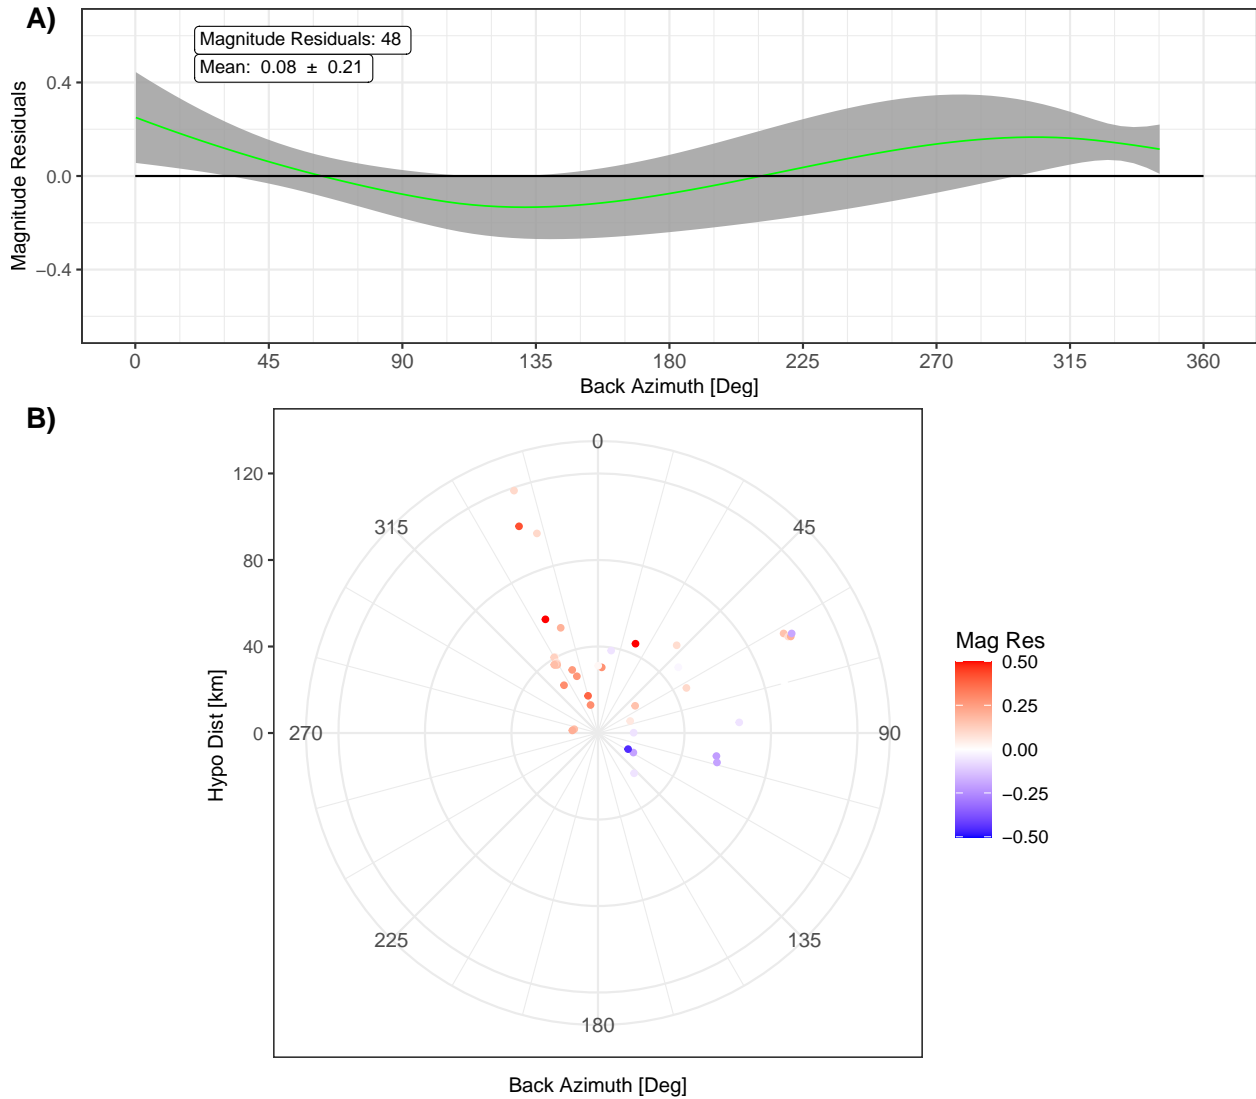 A)
Magnitude Residuals: 48
Mean:  0.08  ±  0.21
Magnitude Residuals
0.4
0.0
−0.4
0 45 90 135 180 225 270 315 360
Back Azimuth [Deg]
B)
Hypo Dist [km]
120
80
40
0
0
45
90
135
180
225
270
315
Back Azimuth [Deg]
Mag Res
0.50
0.25
0.00
−0.25
−0.50